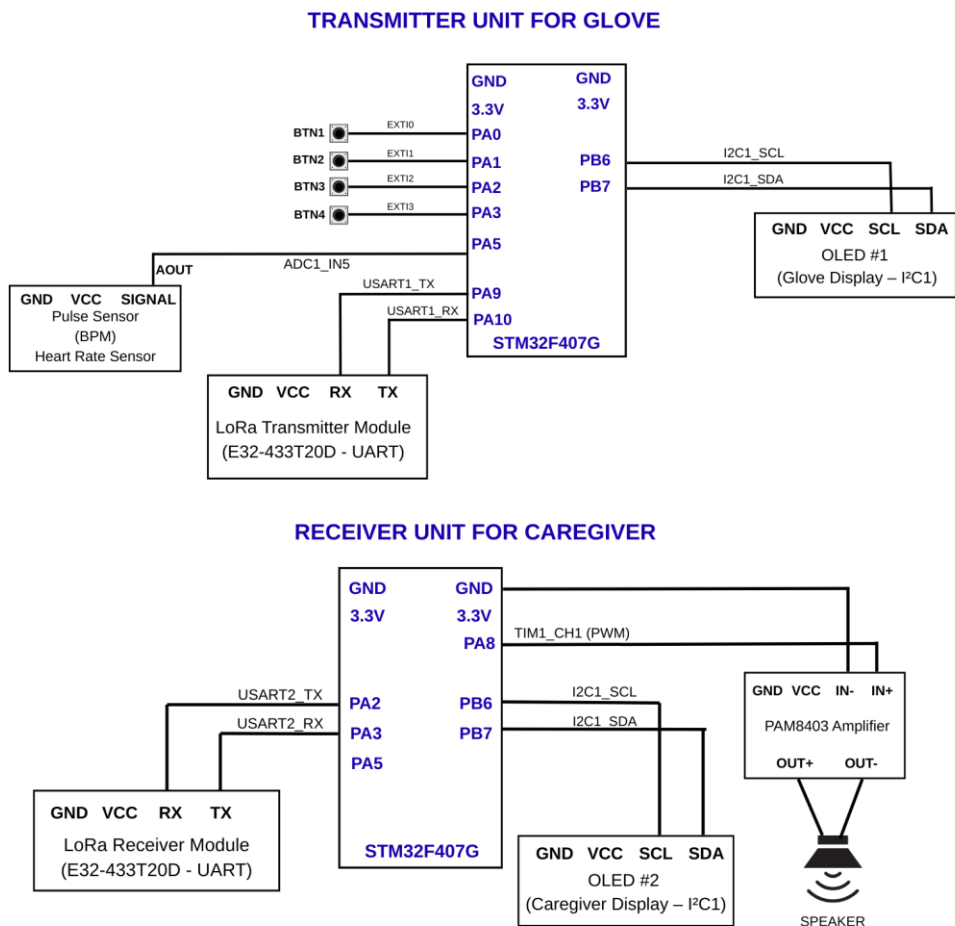 TRANSMITTER UNIT FOR GLOVE
GND GND
3.3V 3.3V
BTN1 EXTI0 PA0
BTN2 EXTI1 PA1 PB6 I2C1_SCL
BTN3 EXTI2 PA2 PB7 I2C1_SDA
BTN4 EXTI3 PA3
GND VCC SCL SDA
OLED #1
(Glove Display – I²C1)
PA5
AOUT ADC1_IN5
USART1_TX PA9
USART1_RX PA10
STM32F407G
GND VCC SIGNAL
Pulse Sensor
(BPM)
Heart Rate Sensor
GND VCC RX TX
LoRa Transmitter Module
(E32-433T20D - UART)
RECEIVER UNIT FOR CAREGIVER
GND GND
3.3V 3.3V
PA8 TIM1_CH1 (PWM)
USART2_TX PA2 PB6 I2C1_SCL
USART2_RX PA3 PB7 I2C1_SDA
PA5
STM32F407G
GND VCC IN- IN+
PAM8403 Amplifier
OUT+ OUT-
GND VCC RX TX
LoRa Receiver Module
(E32-433T20D - UART)
GND VCC SCL SDA
OLED #2
(Caregiver Display – I²C1)
SPEAKER